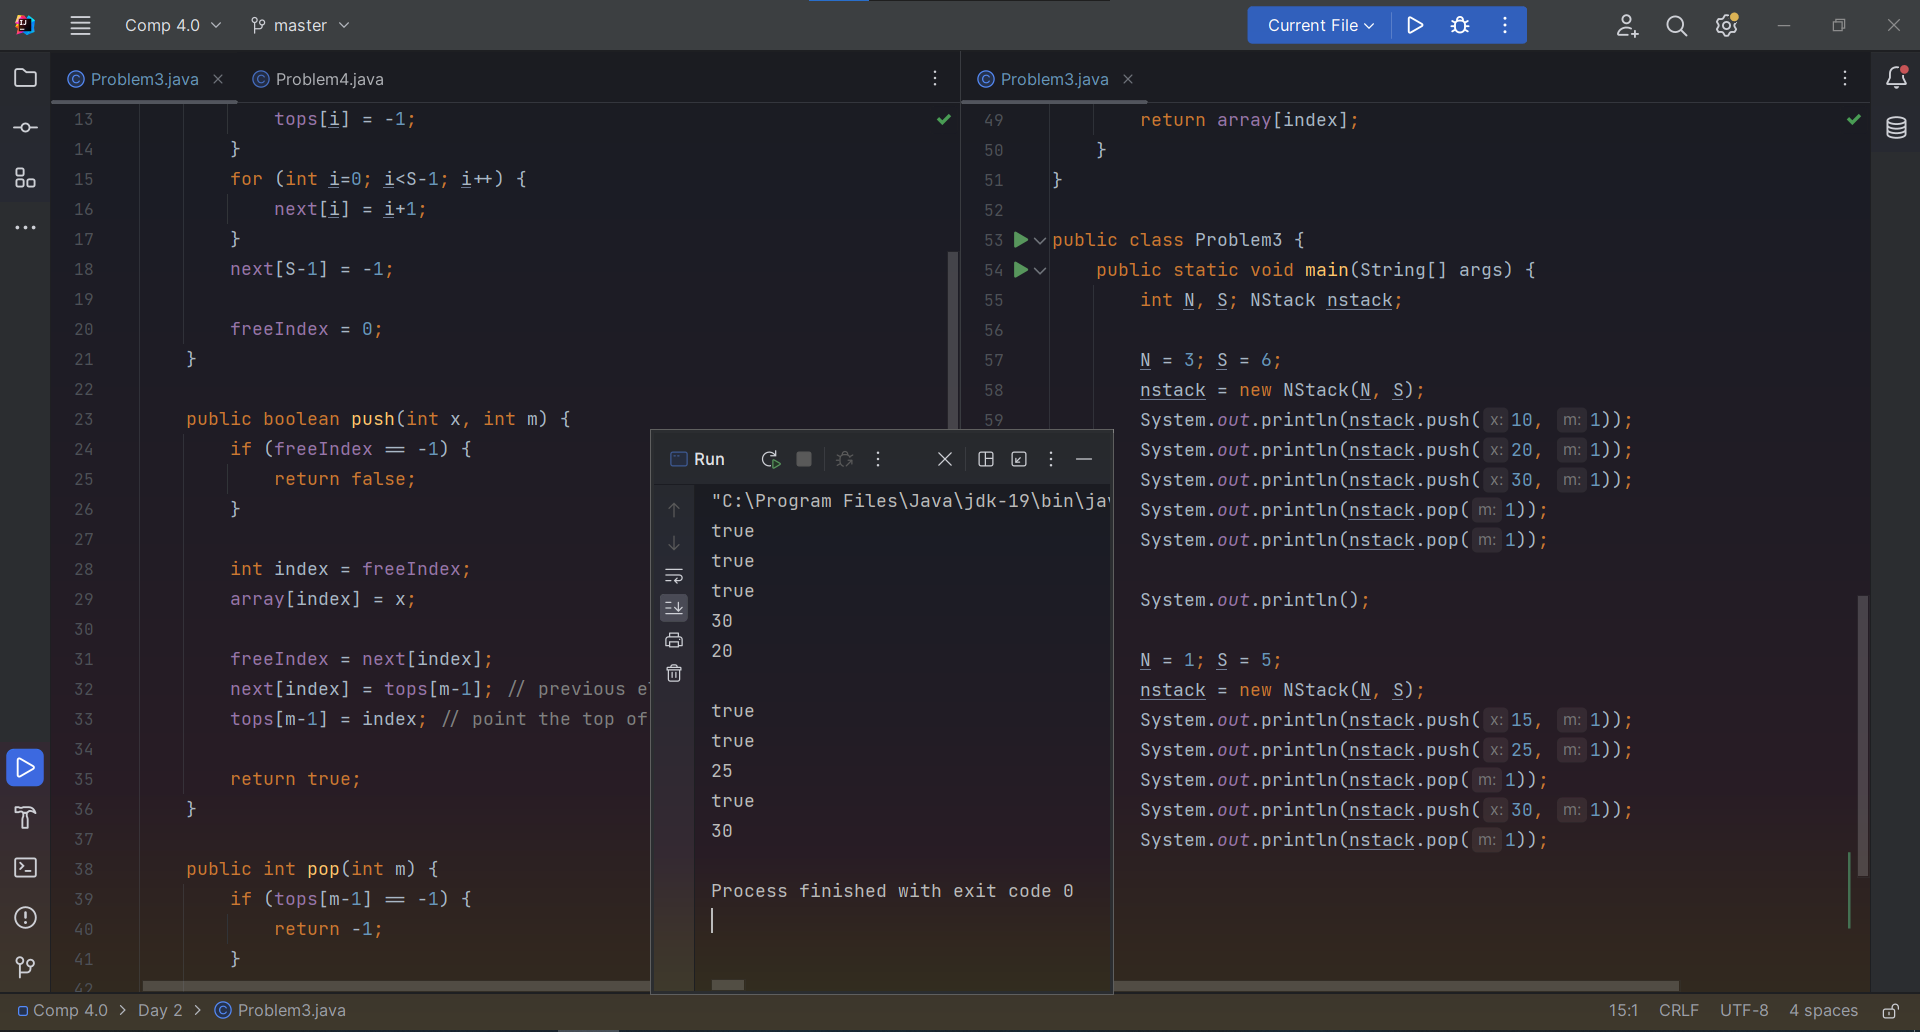 Comp 4.0
master
Current File
Problem3.java
Problem4.java
13 tops[i] = -1;
14 }
15 for (int i=0; i<S-1; i++) {
16 next[i] = i+1;
17 }
18 next[S-1] = -1;
19
20 freeIndex = 0;
21 }
22
23 public boolean push(int x, int m) {
24 if (freeIndex == -1) {
25 return false;
26 }
27
28 int index = freeIndex;
29 array[index] = x;
30
31 freeIndex = next[index];
32 next[index] = tops[m-1]; // previous
33 tops[m-1] = index; // point the top of
34
35 return true;
36 }
37
38 public int pop(int m) {
39 if (tops[m-1] == -1) {
40 return -1;
41 }
42
Problem3.java
49 return array[index];
50 }
51 }
52
53 public class Problem3 {
54 public static void main(String[] args) {
55 int N, S; NStack nstack;
56
57 N = 3; S = 6;
58 nstack = new NStack(N, S);
59 System.out.println(nstack.push( x: 10, m: 1));
System.out.println(nstack.push( x: 20, m: 1));
System.out.println(nstack.push( x: 30, m: 1));
System.out.println(nstack.pop( m: 1));
System.out.println(nstack.pop( m: 1));
System.out.println();
N = 1; S = 5;
nstack = new NStack(N, S);
System.out.println(nstack.push( x: 15, m: 1));
System.out.println(nstack.push( x: 25, m: 1));
System.out.println(nstack.pop( m: 1));
System.out.println(nstack.push( x: 30, m: 1));
System.out.println(nstack.pop( m: 1));
Run
"C:\Program Files\Java\jdk-19\bin\jav
true
true
true
30
20
true
true
25
true
30
Process finished with exit code 0
Comp 4.0 > Day 2 > Problem3.java
15:1 CRLF UTF-8 4 spaces